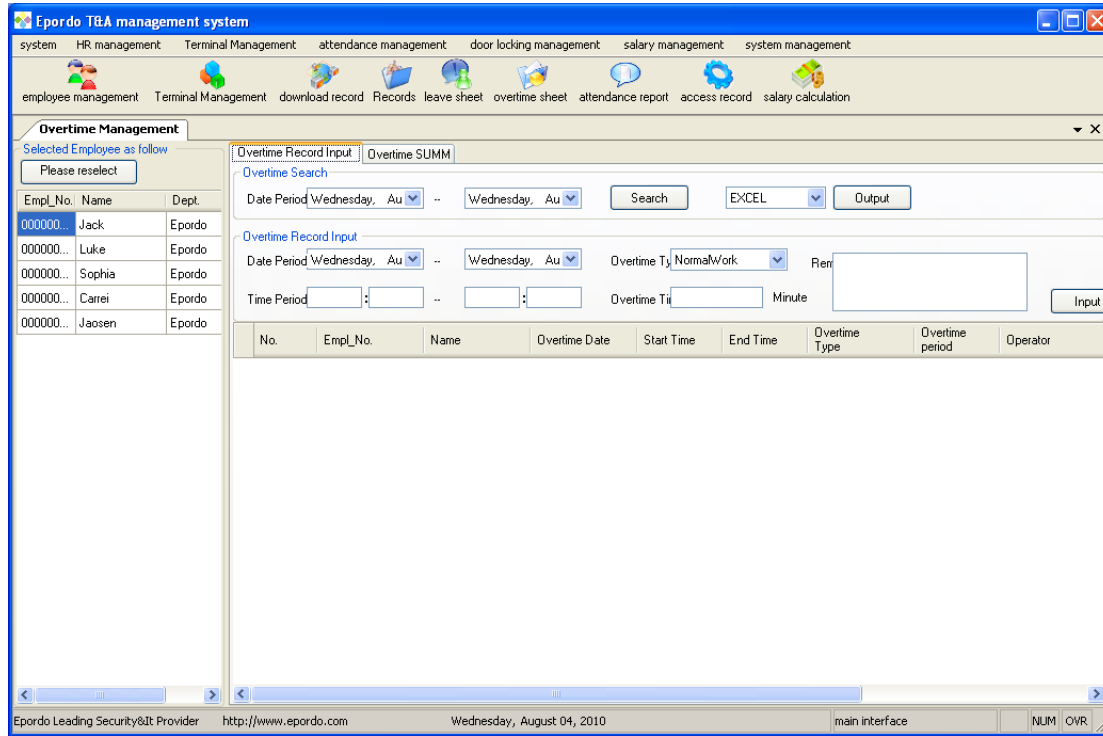 Epordo T&A management system
system HR management Terminal Management attendance management door locking management salary management system management
employee management Terminal Management download record Records leave sheet overtime sheet attendance report access record salary calculation
Overtime Management
Selected Employee as follow
Please reselect
Empl_No. Name Dept.
000000... Jack Epordo
000000... Luke Epordo
000000... Sophia Epordo
000000... Carrei Epordo
000000... Jaosen Epordo
Overtime Record Input Overtime SUMM
Overtime Search
Date Period Wednesday, Au -- Wednesday, Au Search EXCEL Output
Overtime Record Input
Date Period Wednesday, Au -- Wednesday, Au Overtime Ty NormalWork Rem
Time Period : -- : Overtime Tim Minute
Input
No. Empl_No. Name Overtime Date Start Time End Time Overtime Type Overtime period Operator
Epordo Leading Security&It Provider http://www.epordo.com Wednesday, August 04, 2010 main interface NUM OVR